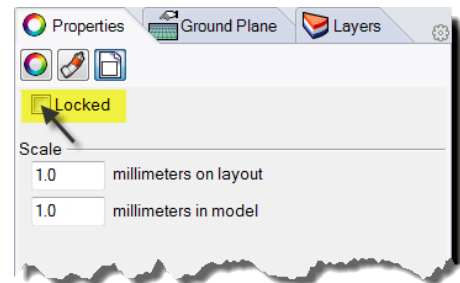 Properties Ground Plane Layers
Locked
Scale
1.0 millimeters on layout
1.0 millimeters in model